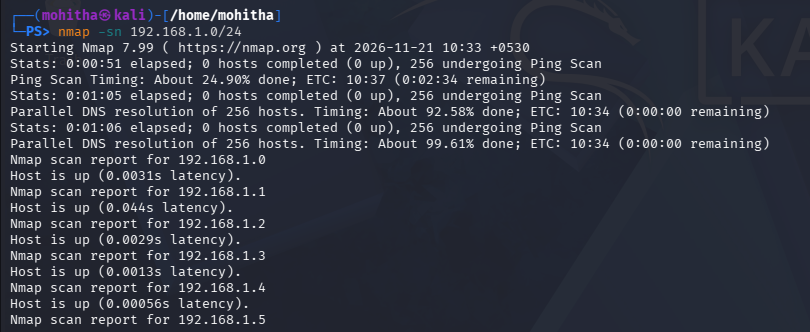 ┌──(mohitha㉿kali)-[/home/mohitha]
└─PS> nmap -sn 192.168.1.0/24
Starting Nmap 7.99 ( https://nmap.org ) at 2026-11-21 10:33 +0530
Stats: 0:00:51 elapsed; 0 hosts completed (0 up), 256 undergoing Ping Scan
Ping Scan Timing: About 24.90% done; ETC: 10:37 (0:02:34 remaining)
Stats: 0:01:05 elapsed; 0 hosts completed (0 up), 256 undergoing Ping Scan
Parallel DNS resolution of 256 hosts. Timing: About 92.58% done; ETC: 10:34 (0:00:00 remaining)
Stats: 0:01:06 elapsed; 0 hosts completed (0 up), 256 undergoing Ping Scan
Parallel DNS resolution of 256 hosts. Timing: About 99.61% done; ETC: 10:34 (0:00:00 remaining)
Nmap scan report for 192.168.1.0
Host is up (0.0031s latency).
Nmap scan report for 192.168.1.1
Host is up (0.044s latency).
Nmap scan report for 192.168.1.2
Host is up (0.0029s latency).
Nmap scan report for 192.168.1.3
Host is up (0.0013s latency).
Nmap scan report for 192.168.1.4
Host is up (0.00056s latency).
Nmap scan report for 192.168.1.5
KA